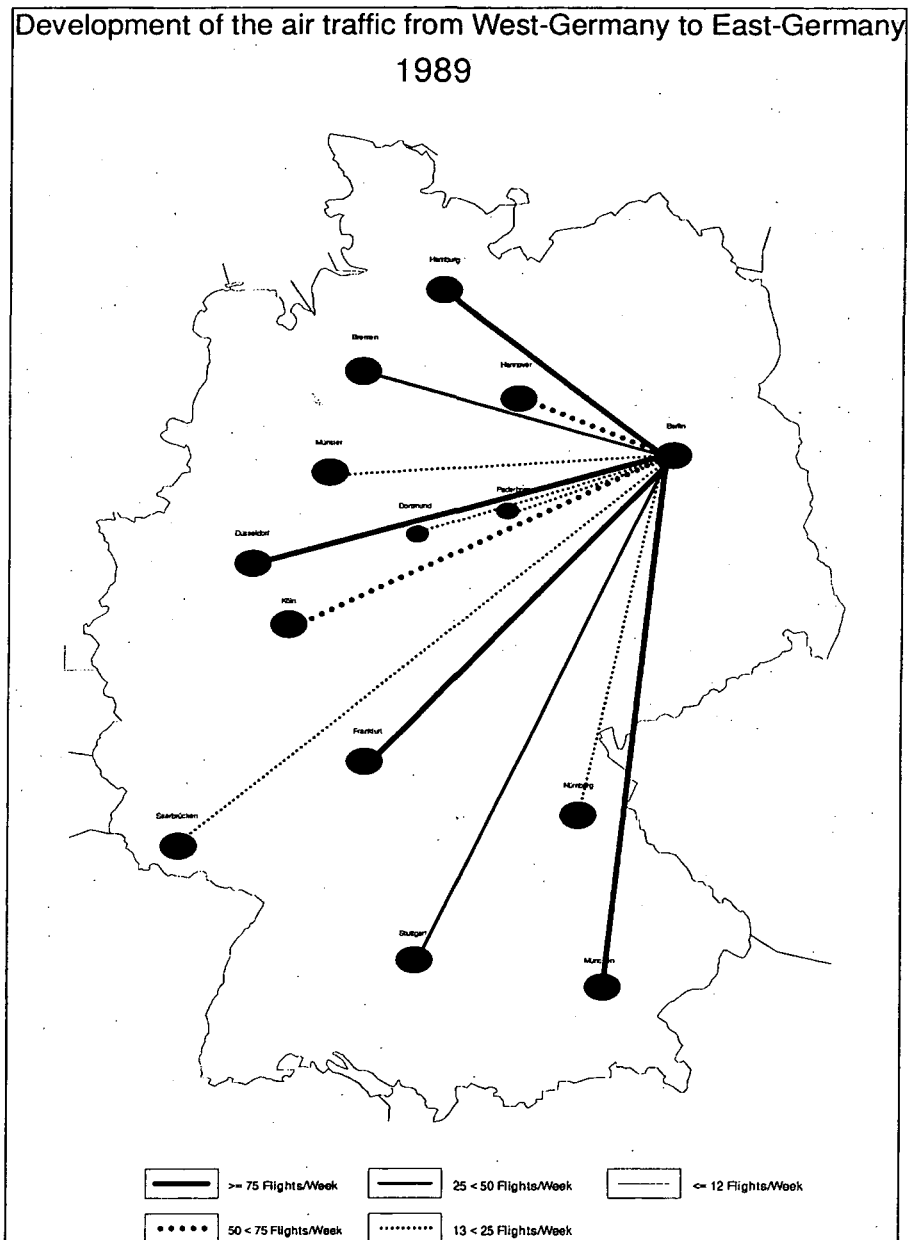 Development of the air traffic from West-Germany to East-Germany
1989
Hamburg
Bremen
Hannover
Berlin
Münster
Paderborn
Dortmund
Düsseldorf
Köln
Frankfurt
Nürnberg
Saarbrücken
Stuttgart
München
>= 75 Flights/Week
25 < 50 Flights/Week
<= 12 Flights/Week
50 < 75 Flights/Week
13 < 25 Flights/Week